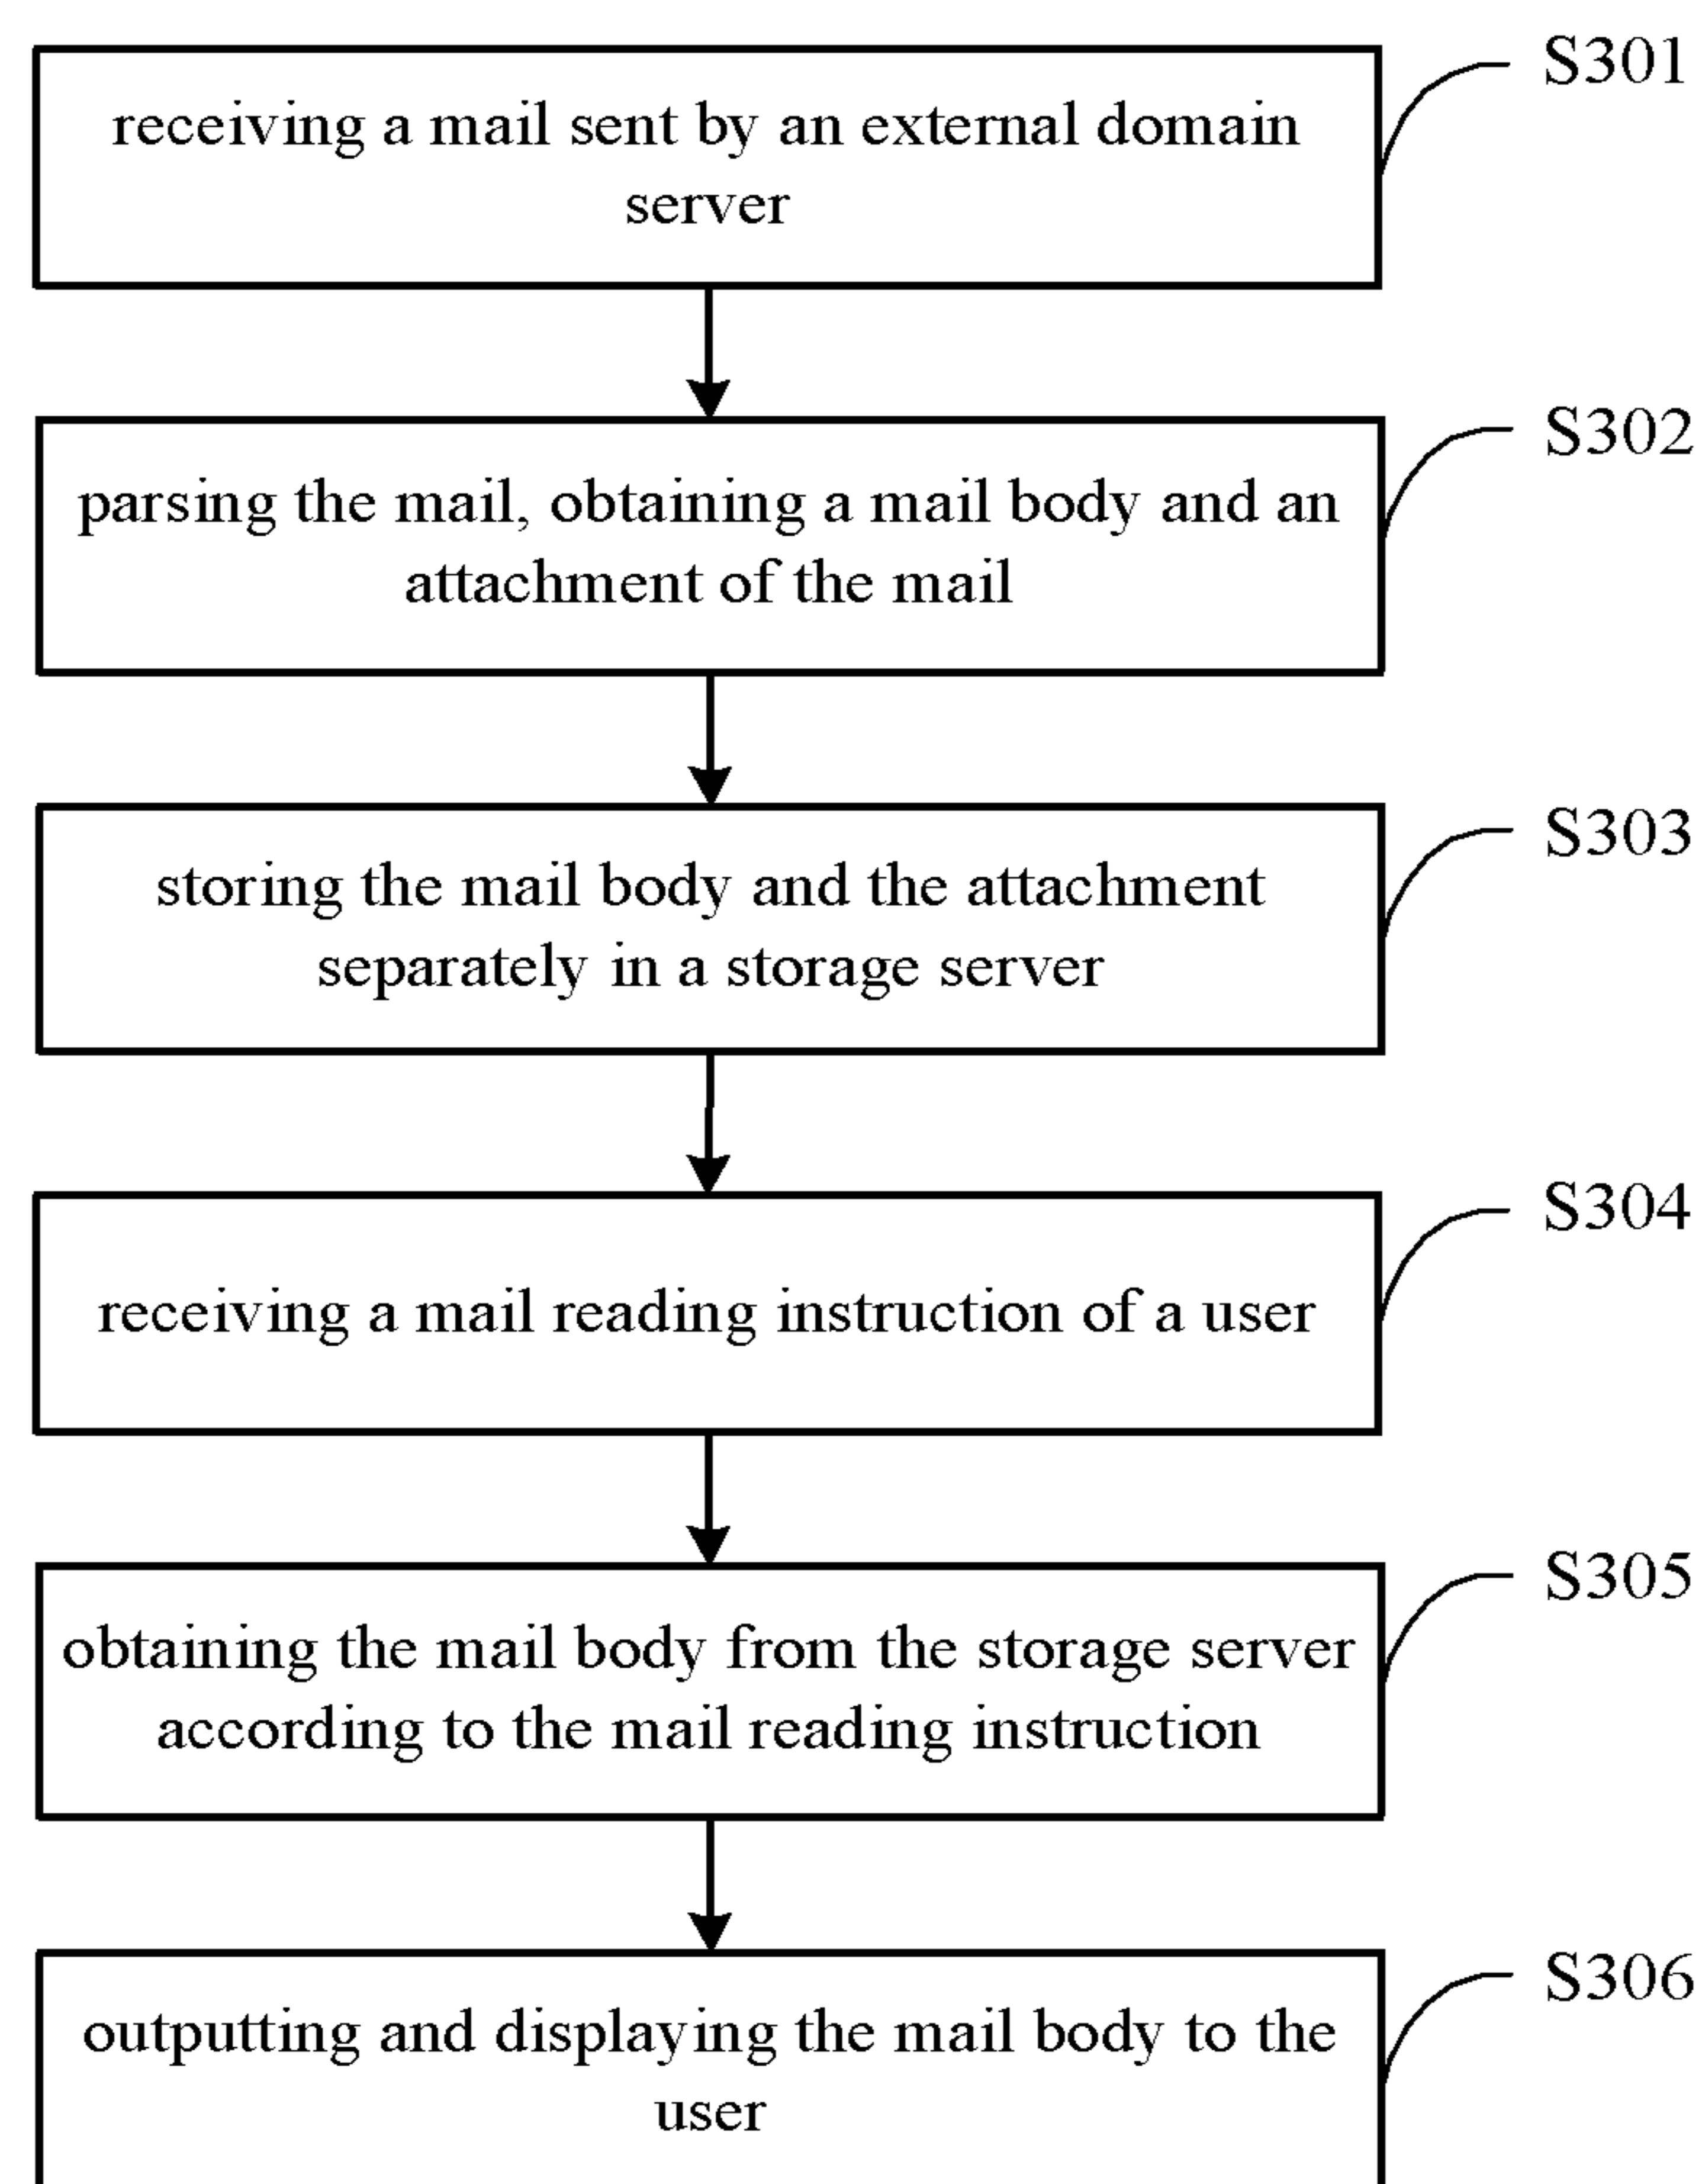 S301
receiving a mail sent by an external domain
server
S302
parsing the mail, obtaining a mail body and an
attachment of the mail
S303
storing the mail body and the attachment
separately in a storage server
S304
receiving a mail reading instruction of a user
S305
obtaining the mail body from the storage server
according to the mail reading instruction
S306
outputting and displaying the mail body to the
user